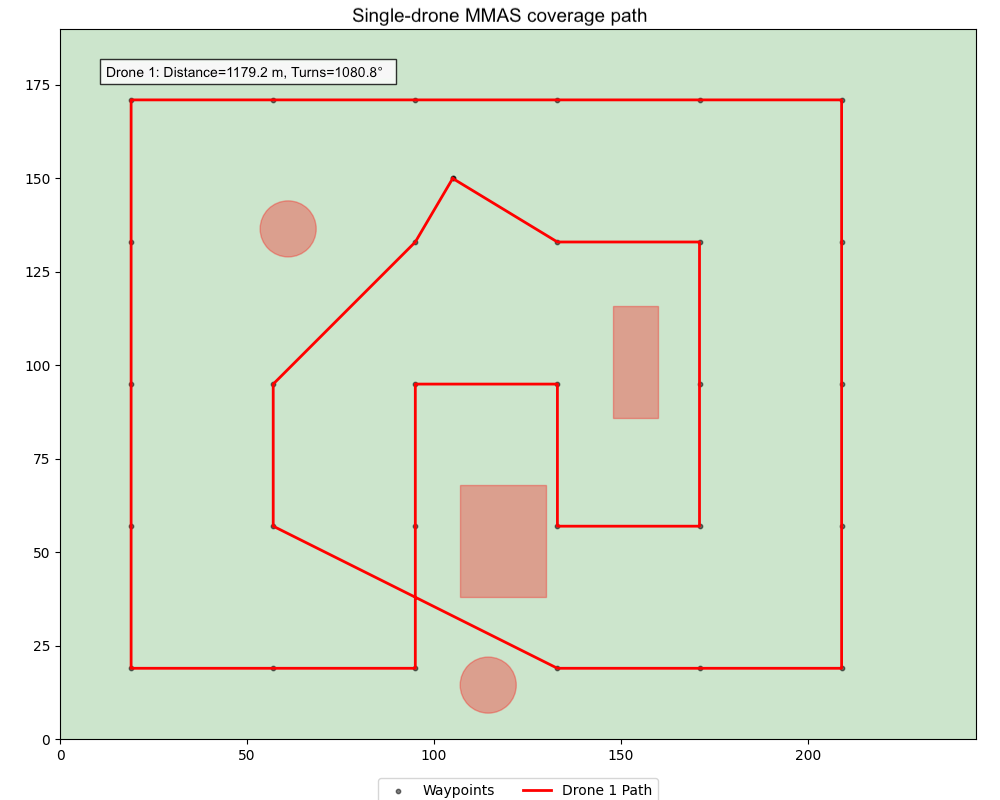 Single-drone MMAS coverage path
Drone 1: Distance=1179.2 m, Turns=1080.8°
175
150
125
100
75
50
25
0
0 50 100 150 200
Waypoints Drone 1 Path